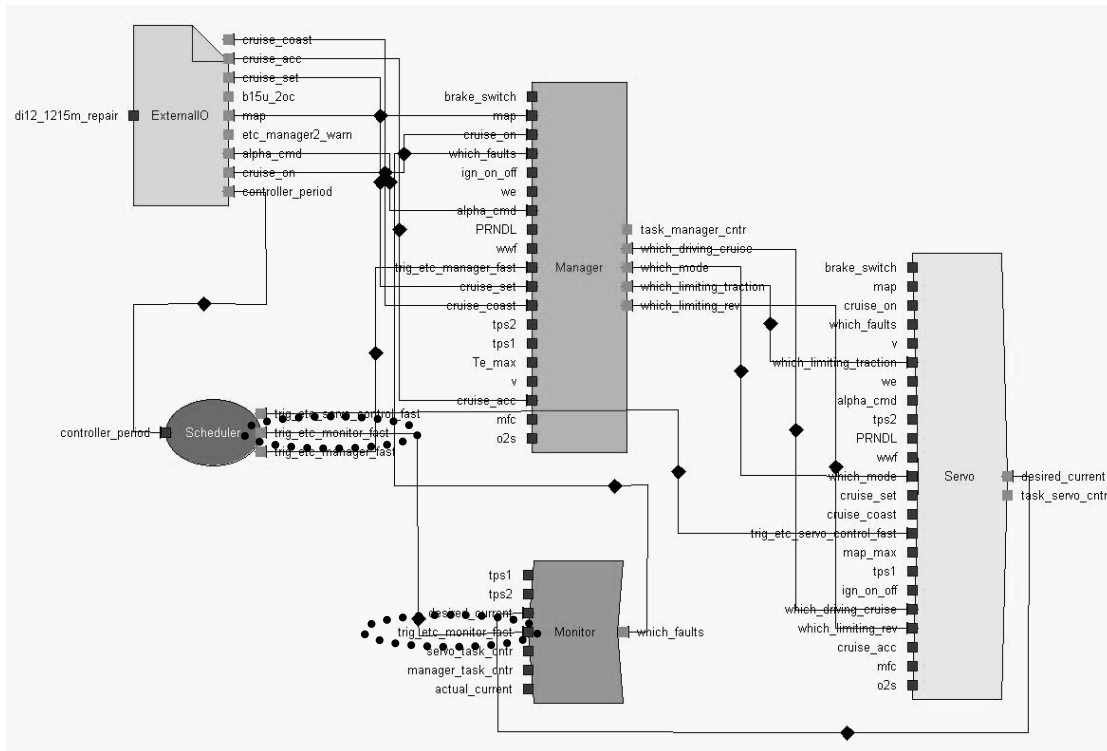 cruise_coast
cruise_acc
cruise_set
b15u_2oc
di12_1215m_repair
ExternalIO
map
etc_manager2_warn
alpha_cmd
cruise_on
controller_period
brake_switch
map
cruise_on
which_faults
ign_on_off
we
alpha_cmd
PRNDL
wwf
trig_etc_manager_fast
cruise_set
cruise_coast
tps2
tps1
Te_max
v
cruise_acc
mfc
o2s
Manager
task_manager_cntr
which_driving_cruise
which_mode
which_limiting_traction
which_limiting_rev
brake_switch
map
cruise_on
which_faults
v
which_limiting_traction
we
alpha_cmd
tps2
PRNDL
wwf
which_mode
cruise_set
cruise_coast
trig_etc_servo_control_fast
map_max
tps1
ign_on_off
which_driving_cruise
which_limiting_rev
cruise_acc
mfc
o2s
Servo
desired_current
task_servo_cntr
controller_period
Scheduler
trig_etc_servo_control_fast
trig_etc_monitor_fast
trig_etc_manager_fast
tps1
tps2
desired_current
trig_etc_monitor_fast
servo_task_cntr
manager_task_cntr
actual_current
Monitor
which_faults